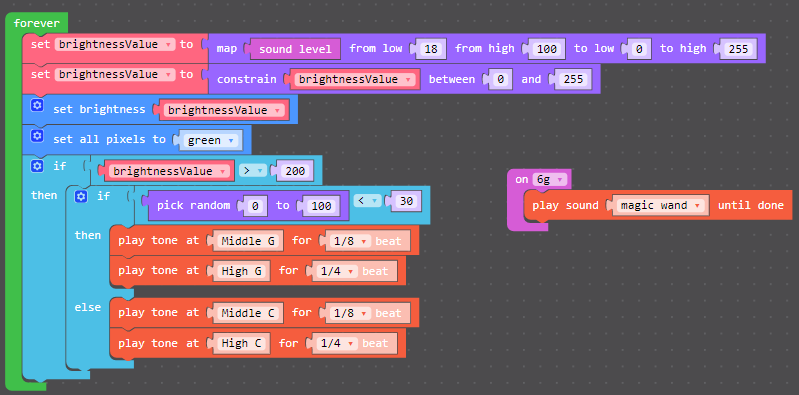 forever
set brightnessValue to map sound level from low 18 from high 100 to low 0 to high 255
set brightnessValue to constrain brightnessValue between 0 and 255
set brightness brightnessValue
set all pixels to green
if brightnessValue > 200
then if pick random 0 to 100 < 30
then play tone at Middle G for 1/8 beat
play tone at High G for 1/4 beat
else play tone at Middle C for 1/8 beat
play tone at High C for 1/4 beat
on 6g
play sound magic wand until done